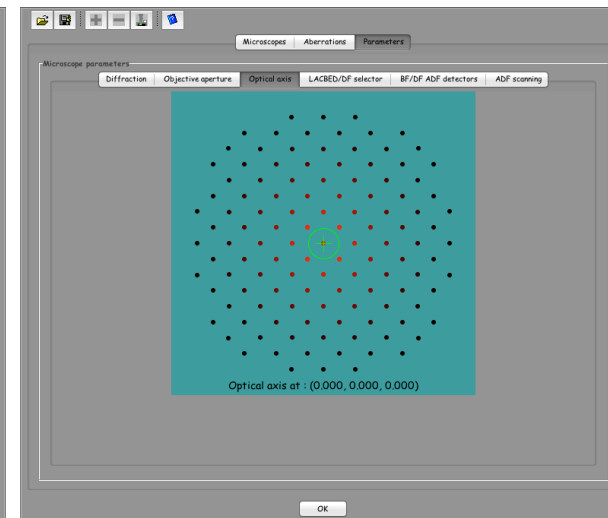 Microscopes Aberrations Parameters
Microscope parameters
Diffraction Objective aperture Optical axis LACBED/DF selector BF/DF ADF detectors ADF scanning
Optical axis at : (0.000, 0.000, 0.000)
OK